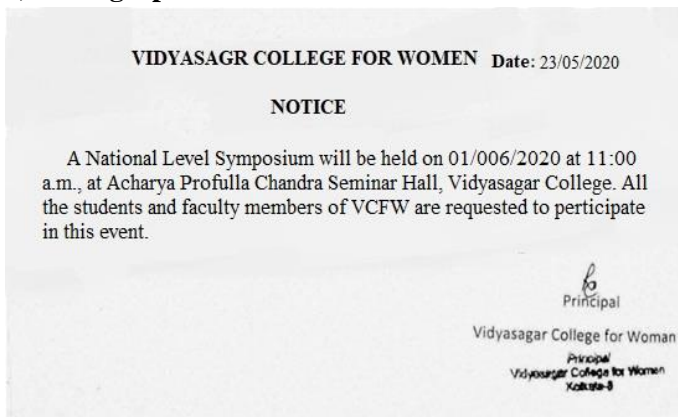 VIDYASAGR COLLEGE FOR WOMEN Date: 23/05/2020
NOTICE
A National Level Symposium will be held on 01/006/2020 at 11:00
a.m., at Acharya Profulla Chandra Seminar Hall, Vidyasagar College. All
the students and faculty members of VCFW are requested to perticipate
in this event.
Principal
Vidyasagar College for Woman
Principal
Vidyasagar College for Women
Kolkata-